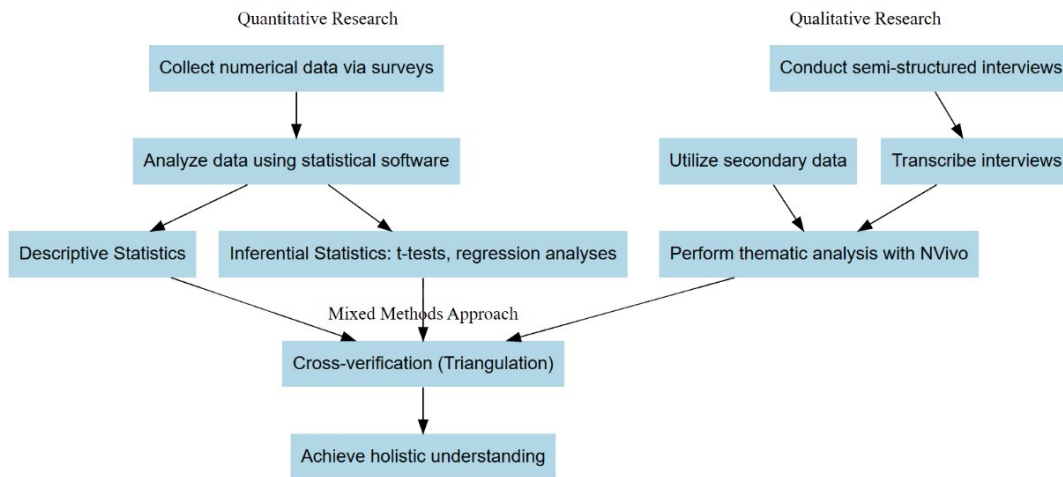 Quantitative Research
Qualitative Research
Collect numerical data via surveys
Conduct semi-structured interviews
Analyze data using statistical software
Utilize secondary data
Transcribe interviews
Descriptive Statistics
Inferential Statistics: t-tests, regression analyses
Perform thematic analysis with NVivo
Mixed Methods Approach
Cross-verification (Triangulation)
Achieve holistic understanding